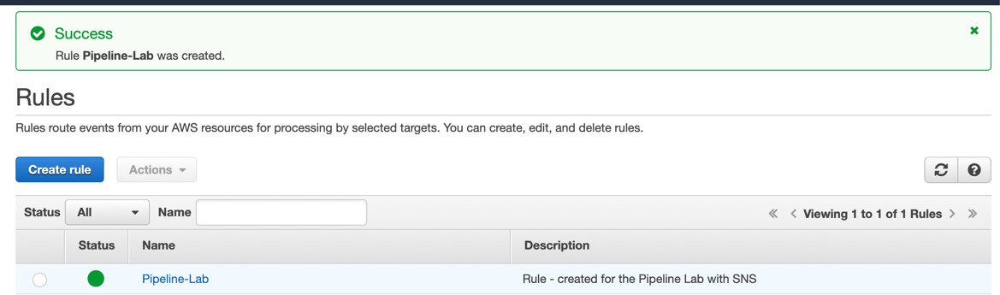 Success
Rule Pipeline-Lab was created.
Rules
Rules route events from your AWS resources for processing by selected targets. You can create, edit, and delete rules.
Create rule Actions
Status All Name « < Viewing 1 to 1 of 1 Rules > »
Status Name Description
Pipeline-Lab Rule - created for the Pipeline Lab with SNS